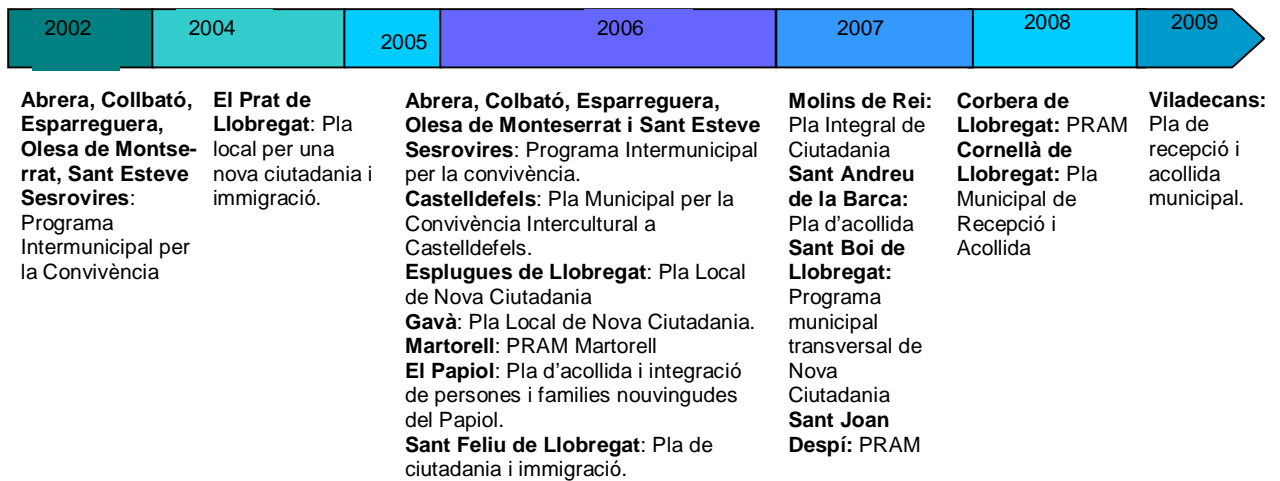 2002
2004
2005
2006
2007
2008
2009
Abrera, Collbató,
Esparreguera,
Olesa de Montse-
rrat, Sant Esteve
Sesrovires:
Programa
Intermunicipal per
la Convivència
El Prat de
Llobregat: Pla
local per una
nova ciutadania i
immigració.
Abrera, Colbató, Esparreguera,
Olesa de Monteserrat i Sant Esteve
Sesrovires: Programa Intermunicipal
per la convivència.
Castelldefels: Pla Municipal per la
Convivència Intercultural a
Castelldefels.
Esplugues de Llobregat: Pla Local
de Nova Ciutadania
Gavà: Pla Local de Nova Ciutadania.
Martorell: PRAM Martorell
El Papiol: Pla d'acollida i integració
de persones i families nouvingudes
del Papiol.
Sant Feliu de Llobregat: Pla de
ciutadania i immigració.
Molins de Rei:
Pla Integral de
Ciutadania
Sant Andreu
de la Barca:
Pla d'acollida
Sant Boi de
Llobregat:
Programa
municipal
transversal de
Nova
Ciutadania
Sant Joan
Despí: PRAM
Corbera de
Llobregat: PRAM
Cornellà de
Llobregat: Pla
Municipal de
Recepció i
Acollida
Viladecans:
Pla de
recepció i
acollida
municipal.